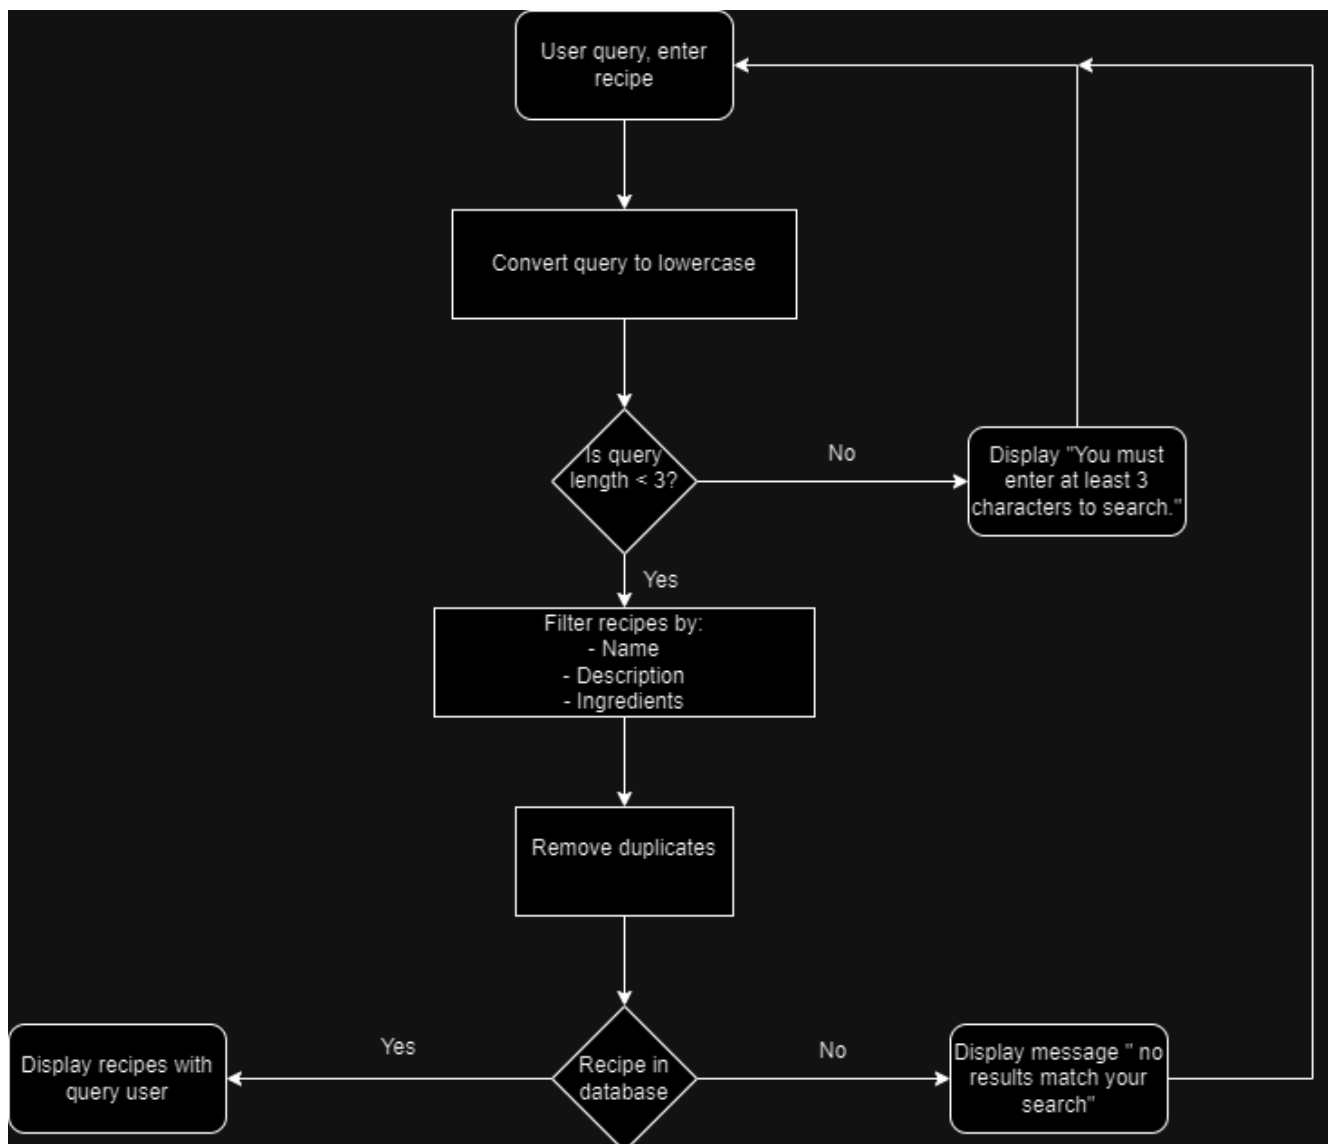 User query, enter
recipe
Convert query to lowercase
Is query
length < 3?
No
Display "You must
enter at least 3
characters to search."
Yes
Filter recipes by:
- Name
- Description
- Ingredients
Remove duplicates
Yes
Display recipes with
query user
Recipe in
database
No
Display message " no
results match your
search"